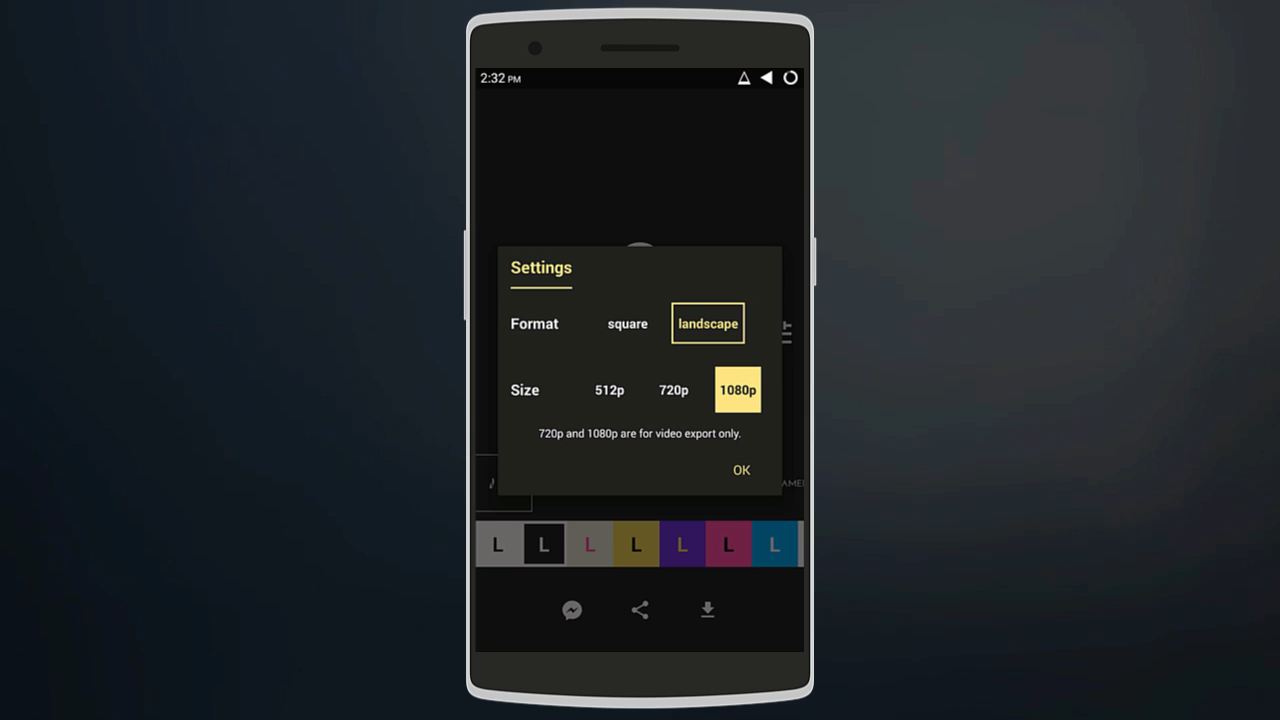 2:32 PM
Settings
Format square landscape
Size 512p 720p 1080p
720p and 1080p are for video export only.
OK
L L L L L L L